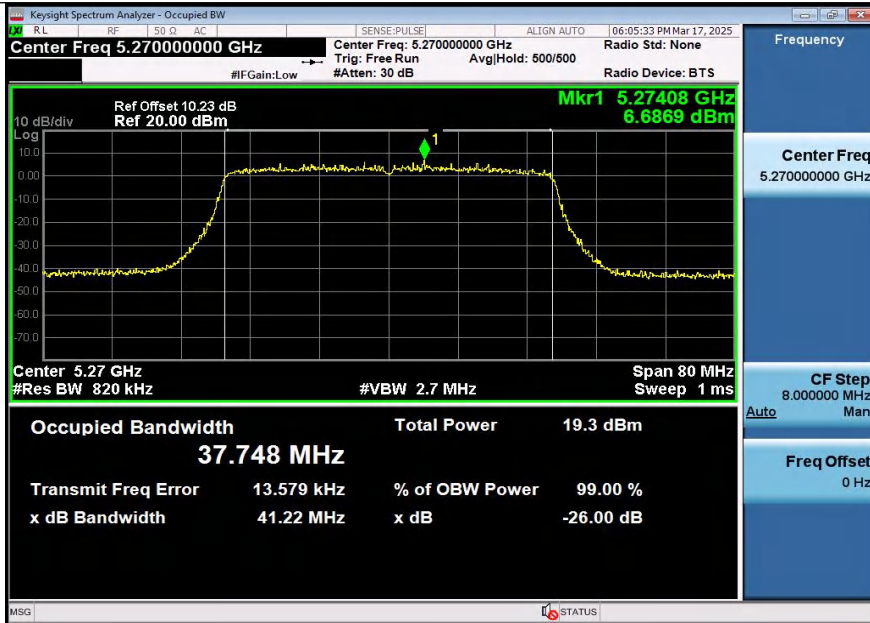 Keysight Spectrum Analyzer - Occupied BW
LXI RL RF 50 Ω AC SENSE:PULSE ALIGN AUTO 06:05:33 PM Mar 17, 2025
Center Freq 5.270000000 GHz Center Freq: 5.270000000 GHz Radio Std: None
Trig: Free Run Avg|Hold: 500/500
#IFGain:Low #Atten: 30 dB Radio Device: BTS
Ref Offset 10.23 dB Mkr1 5.27408 GHz
10 dB/div Ref 20.00 dBm 6.6869 dBm
Log
1
10.0
0.00
-10.0
-20.0
-30.0
-40.0
-50.0
-60.0
-70.0
Center 5.27 GHz Span 80 MHz
#Res BW 820 kHz #VBW 2.7 MHz Sweep 1 ms
Occupied Bandwidth Total Power 19.3 dBm
37.748 MHz
Transmit Freq Error 13.579 kHz % of OBW Power 99.00 %
x dB Bandwidth 41.22 MHz x dB -26.00 dB
MSG STATUS
Frequency
Center Freq
5.270000000 GHz
CF Step
8.000000 MHz
Auto Man
Freq Offset
0 Hz